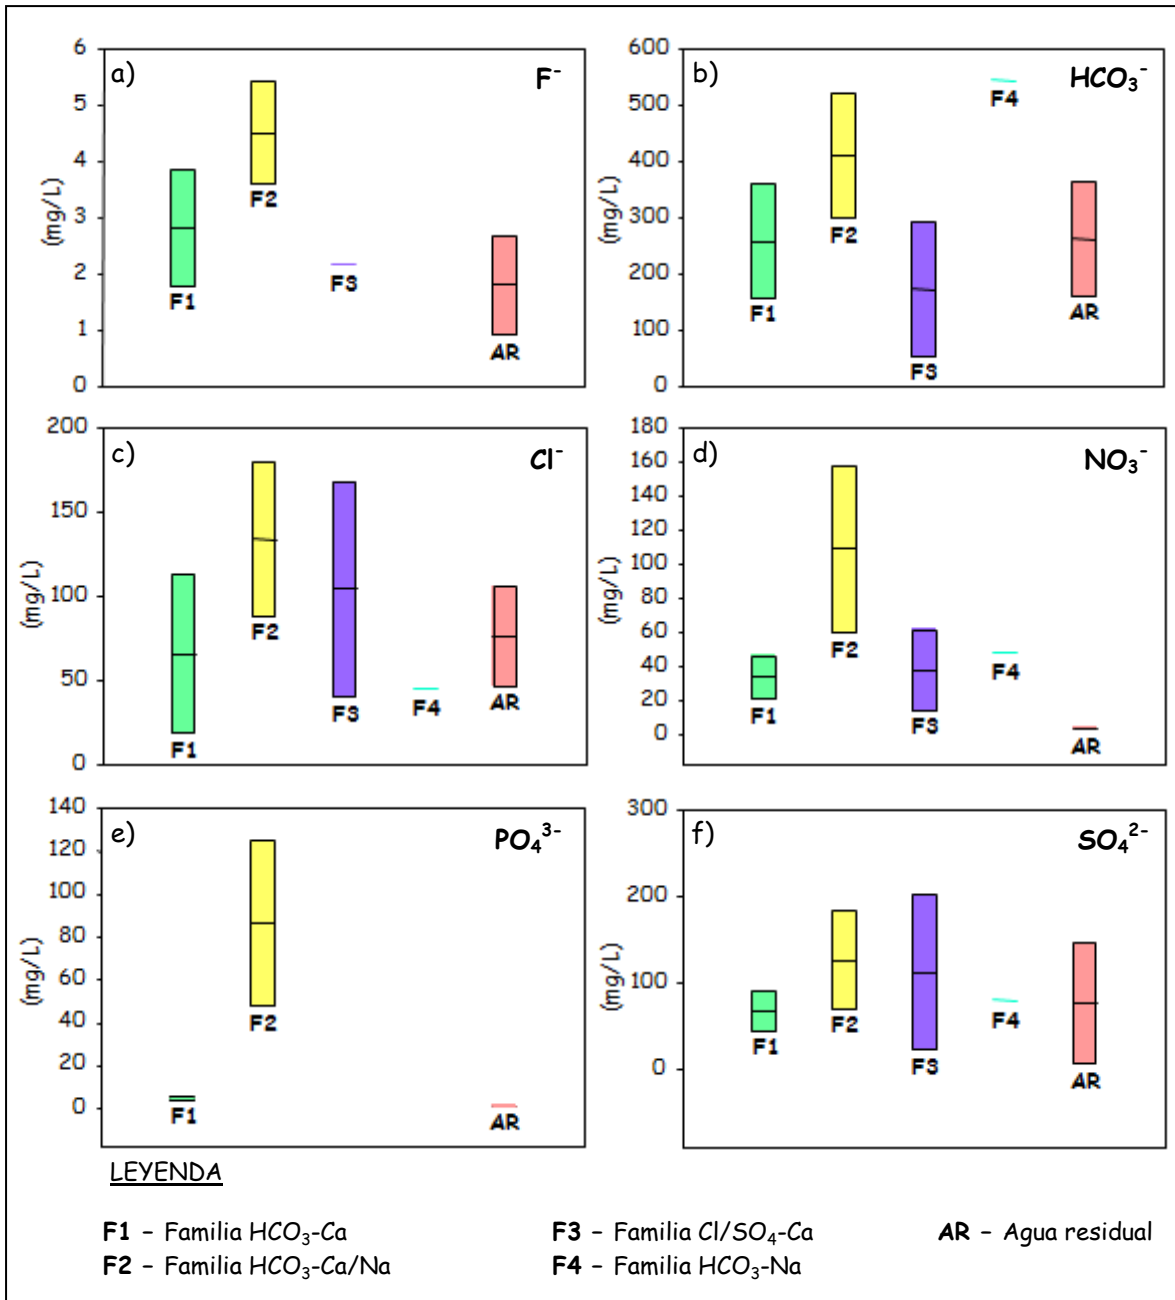 a) F⁻
6
5
4
3
2
1
0
(mg/L)
F1
F2
F3
AR
b) HCO₃⁻
600
500
400
300
200
100
0
(mg/L)
F1
F2
F3
F4
AR
c) Cl⁻
200
150
100
50
0
(mg/L)
F1
F2
F3
F4
AR
d) NO₃⁻
180
160
140
120
100
80
60
40
20
0
(mg/L)
F1
F2
F3
F4
AR
e) PO₄³⁻
140
120
100
80
60
40
20
0
(mg/L)
F1
F2
AR
f) SO₄²⁻
300
200
100
0
(mg/L)
F1
F2
F3
F4
AR
LEYENDA
F1 – Familia HCO₃-Ca
F2 – Familia HCO₃-Ca/Na
F3 – Familia Cl/SO₄-Ca
F4 – Familia HCO₃-Na
AR – Agua residual